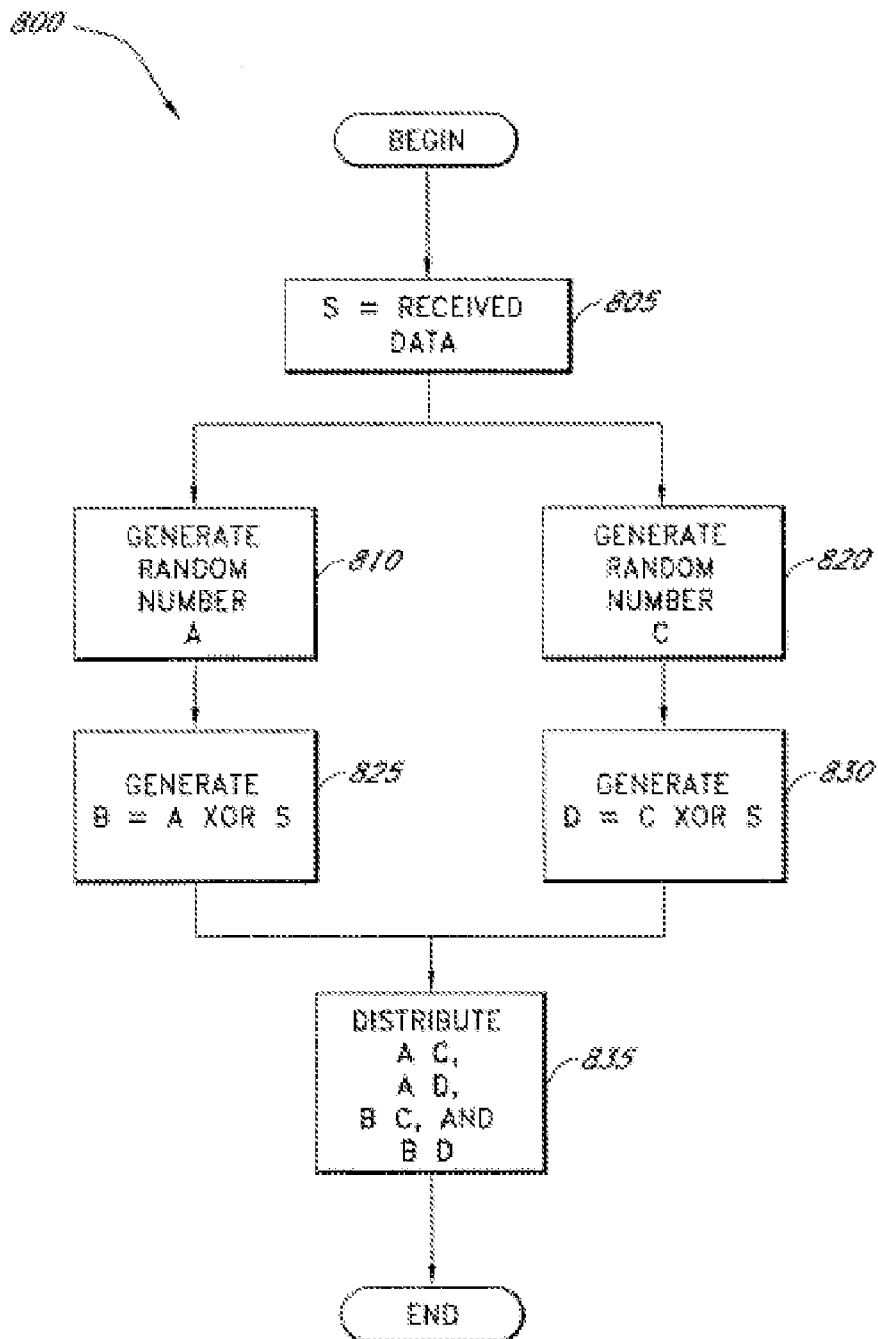 800
BEGIN
S = RECEIVED
DATA
805
GENERATE
RANDOM
NUMBER
A
810
GENERATE
RANDOM
NUMBER
C
820
GENERATE
B = A XOR S
825
GENERATE
D = C XOR S
830
DISTRIBUTE
A C,
A D,
B C, AND
B D
835
END